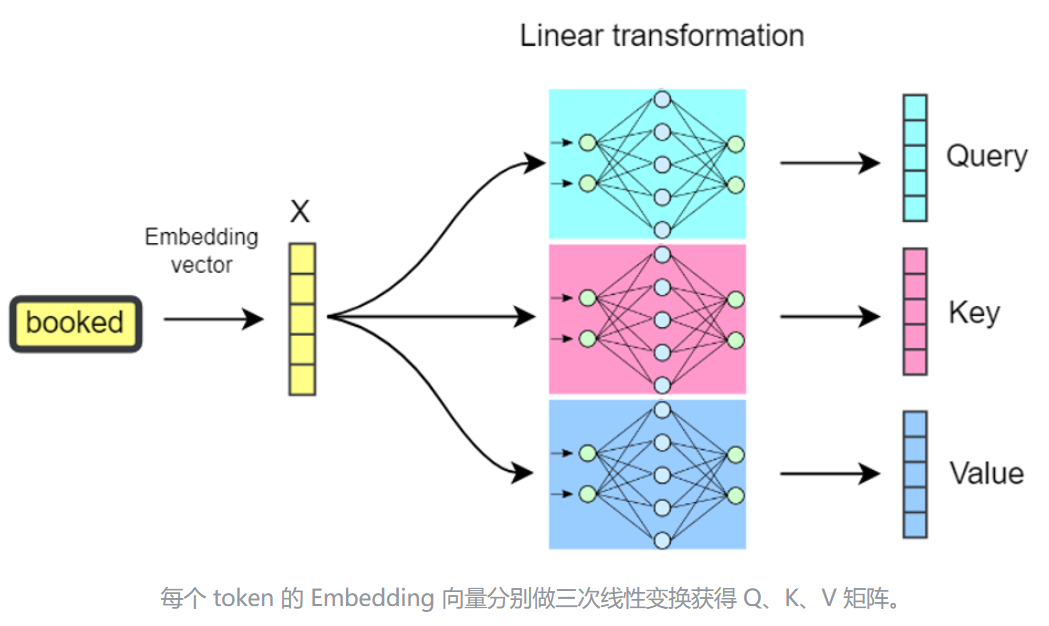 Linear transformation
Query
X
Embedding
vector
booked
Key
Value
每个 token 的 Embedding 向量分别做三次线性变换获得 Q、K、V 矩阵。